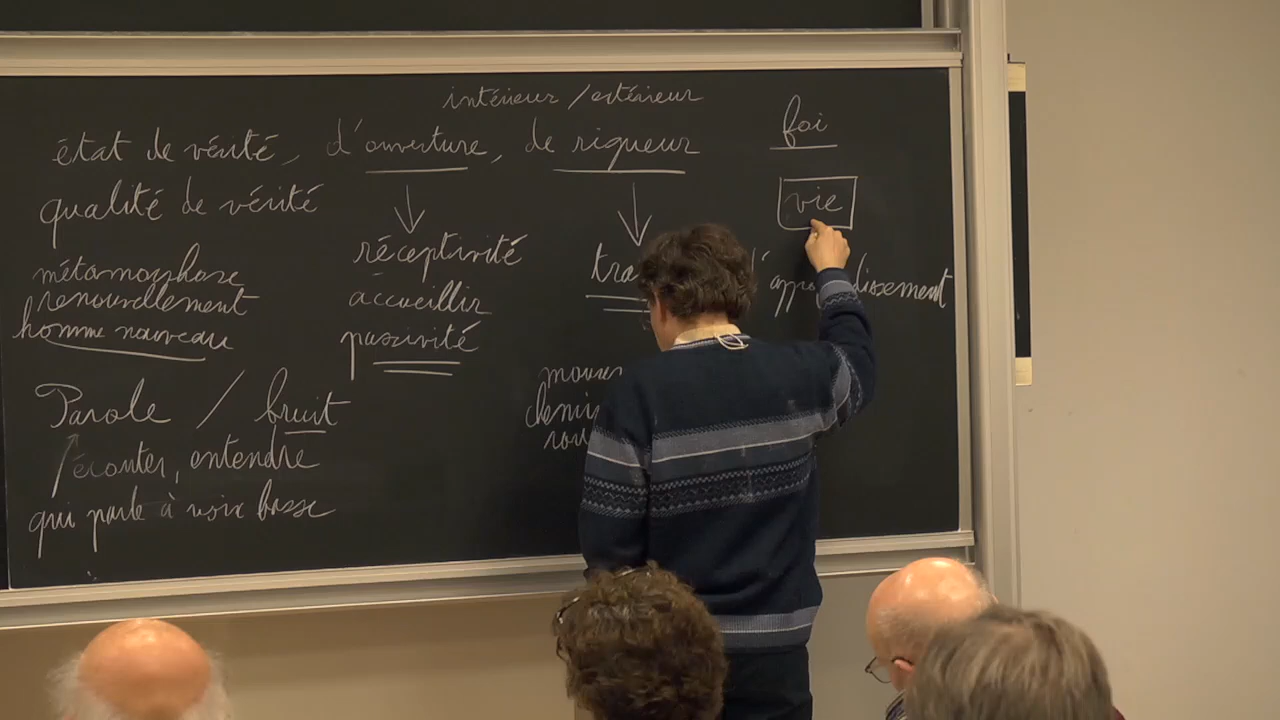 intérieur / extérieur
état de vérité, d'ouverture, de rigueur
foi
qualité de vérité
vie
réceptivité
métamorphose
renouvellement
accueillir
homme nouveau
passivité
Parole / bruit
écouter, entendre
qui parle à voix basse